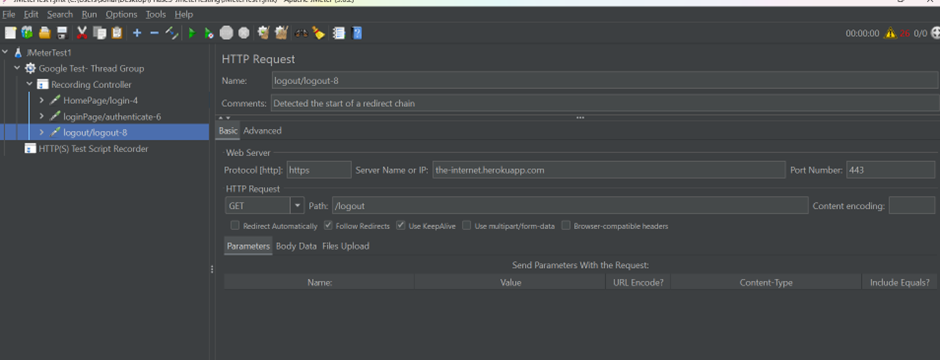 File Edit Search Run Options Tools Help
00:00:00 0/0
JMeterTest1
Google Test- Thread Group
Recording Controller
HomePage/login-4
loginPage/authenticate-6
logout/logout-8
HTTP(S) Test Script Recorder
HTTP Request
Name: logout/logout-8
Comments: Detected the start of a redirect chain
Basic Advanced
Web Server
Protocol [http]: https Server Name or IP: the-internet.herokuapp.com Port Number: 443
HTTP Request
GET Path: /logout Content encoding:
Redirect Automatically Follow Redirects Use KeepAlive Use multipart/form-data Browser-compatible headers
Parameters Body Data Files Upload
Send Parameters With the Request:
Name: Value URL Encode? Content-Type Include Equals?